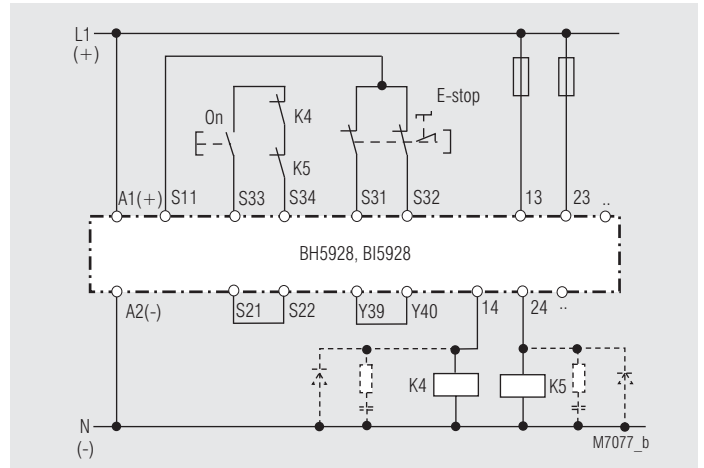 L1
(+)
E-stop
On
K4
K5
A1(+) S11 S33 S34 S31 S32 13 23 ..
BH5928, BI5928
A2(-) S21 S22 Y39 Y40 14 24 ..
K4 K5
N
(-)
M7077_b